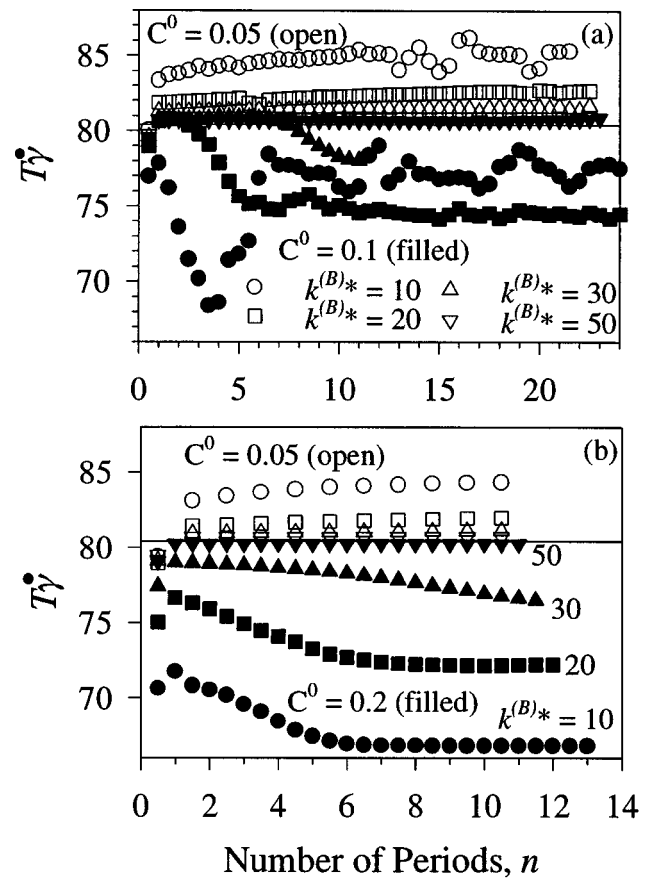 C⁰ = 0.05 (open)
(a)
85
80
75
70
Tγ̇
C⁰ = 0.1 (filled)
○ k⁽ᴮ⁾* = 10 △ k⁽ᴮ⁾* = 30
■ k⁽ᴮ⁾* = 20 ▽ k⁽ᴮ⁾* = 50
0 5 10 15 20
C⁰ = 0.05 (open)
(b)
85
80
75
70
Tγ̇
50
30
20
C⁰ = 0.2 (filled) k⁽ᴮ⁾* = 10
0 2 4 6 8 10 12 14
Number of Periods, n